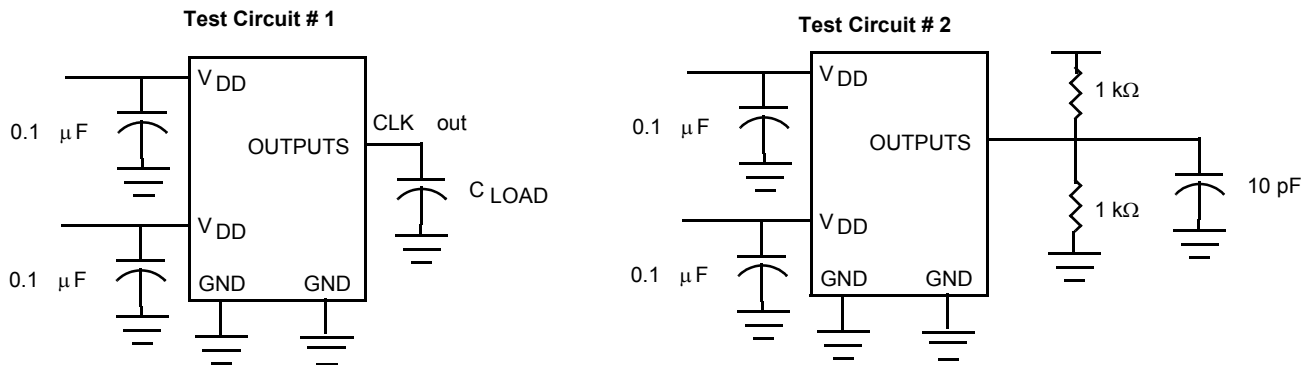 Test Circuit # 1
V DD
0.1 μF
CLK out
OUTPUTS
C LOAD
V DD
0.1 μF
GND GND
Test Circuit # 2
V DD
1 kΩ
0.1 μF
OUTPUTS
10 pF
1 kΩ
V DD
0.1 μF
GND GND